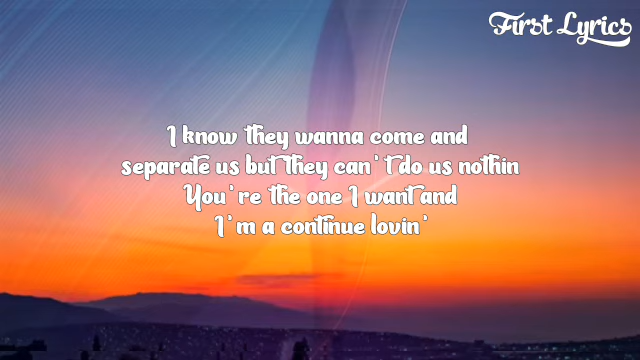 First Lyrics
I know they wanna come and
separate us but they can't do us nothin
You're the one I want and
I'm a continue lovin'